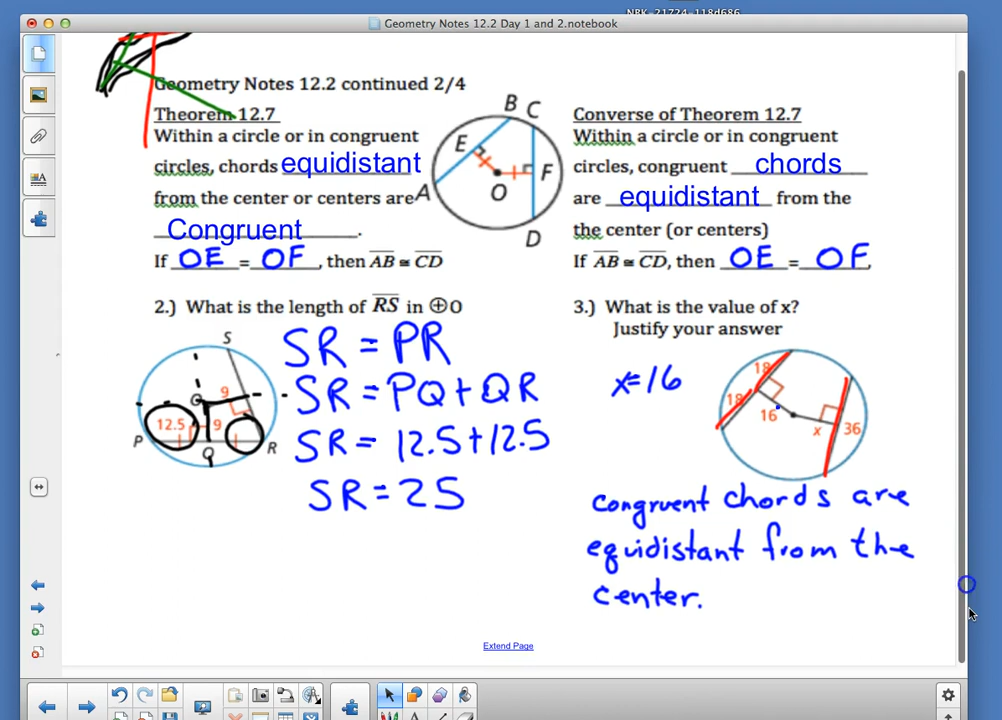 NRK-21724-118d686
Geometry Notes 12.2 Day 1 and 2.notebook
Geometry Notes 12.2 continued 2/4
Theorem 12.7
Within a circle or in congruent
circles, chords equidistant
from the center or centers are
Congruent.
If OE = OF, then AB ≅ CD
B C
E
F
A
O
D
Converse of Theorem 12.7
Within a circle or in congruent
circles, congruent chords
are equidistant from the
the center (or centers)
If AB ≅ CD, then OE = OF,
2.) What is the length of RS in ⊕O
S
O
9
12.5
9
P
Q
R
SR = PR
SR = PQ + QR
SR = 12.5+12.5
SR = 25
3.) What is the value of x?
Justify your answer
x=16
18
18
16
x
36
congruent chords are
equidistant from the
center.
Extend Page